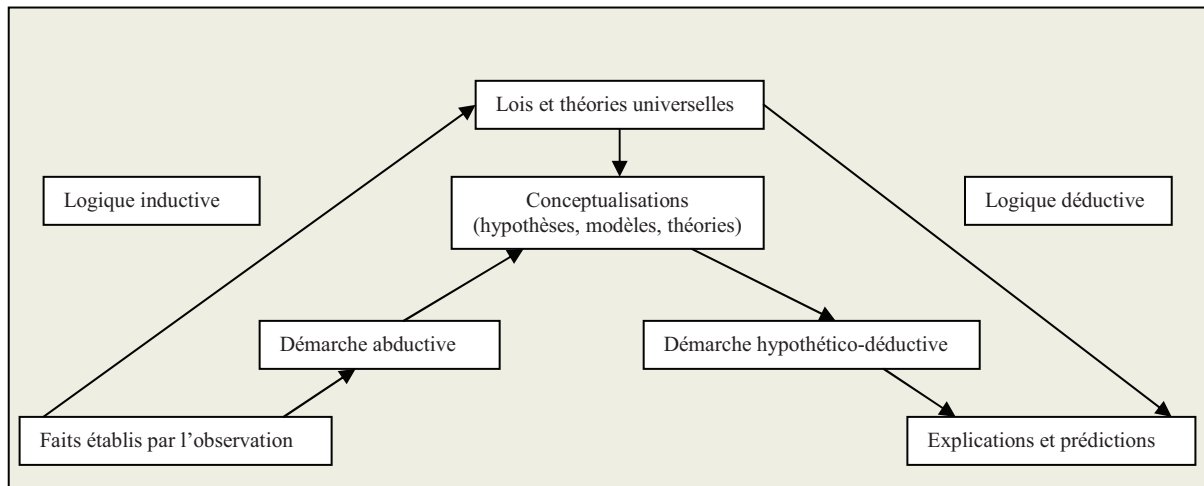 Lois et théories universelles
Logique inductive
Conceptualisations
(hypothèses, modèles, théories)
Logique déductive
Démarche abductive
Démarche hypothético-déductive
Faits établis par l’observation
Explications et prédictions